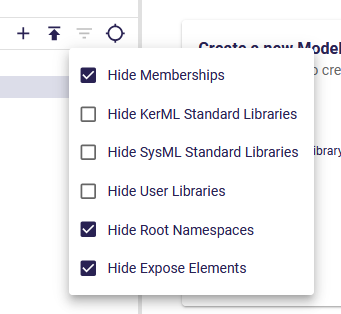 Create a new Model
Hide Memberships
Hide KerML Standard Libraries
Hide SysML Standard Libraries
ibrary
Hide User Libraries
Hide Root Namespaces
Hide Expose Elements